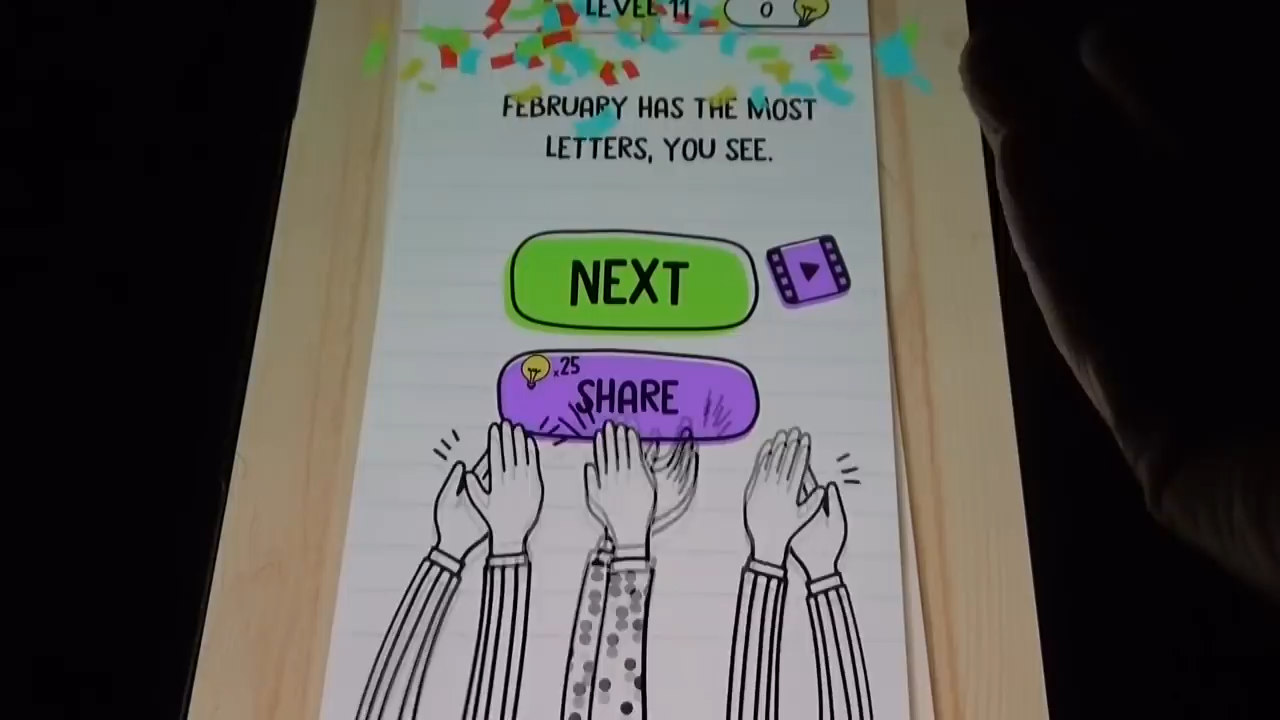 LEVEL 11
0
FEBRUARY HAS THE MOST
LETTERS, YOU SEE.
NEXT
x25
SHARE